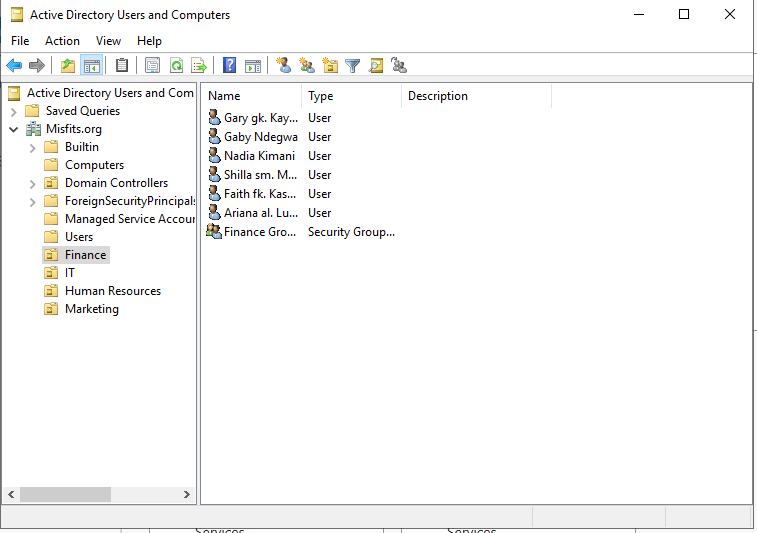 Active Directory Users and Computers
File Action View Help
Active Directory Users and Com
Saved Queries
Misfits.org
Builtin
Computers
Domain Controllers
ForeignSecurityPrincipals
Managed Service Accour
Users
Finance
IT
Human Resources
Marketing
Name Type Description
Gary gk. Kay... User
Gaby Ndegwa User
Nadia Kimani User
Shilla sm. M... User
Faith fk. Kas... User
Ariana al. Lu... User
Finance Gro... Security Group...
Services Services